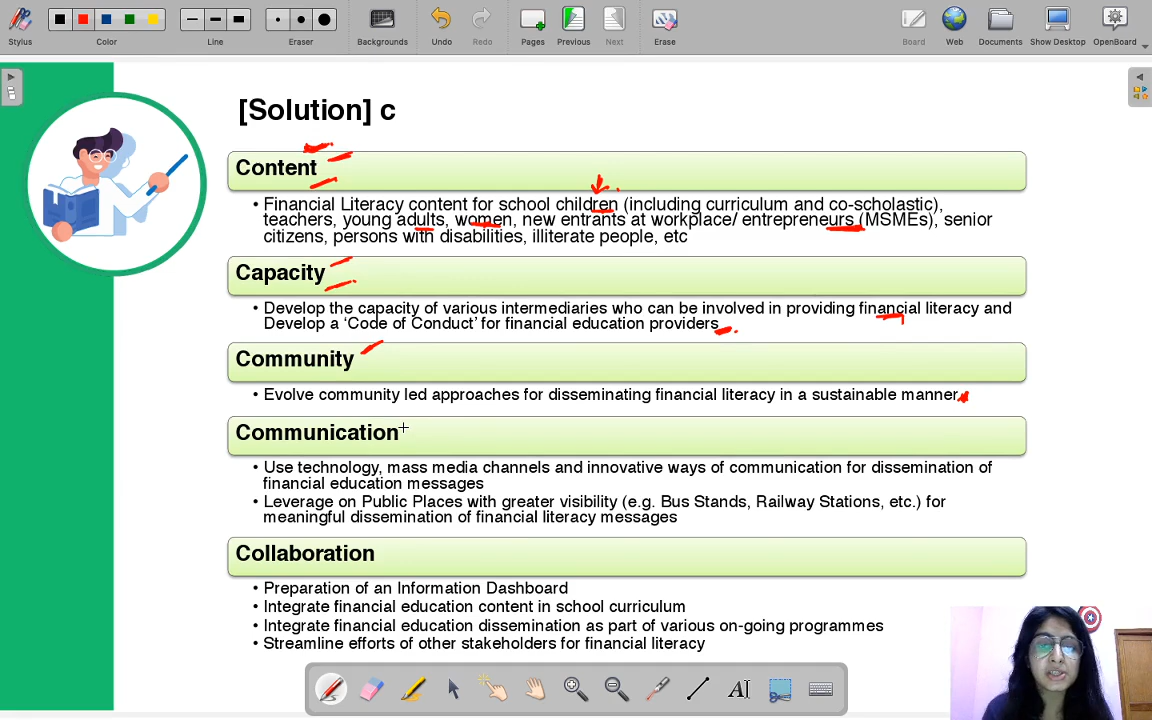 Stylus
Color
Line
Eraser
Backgrounds
Undo
Redo
Pages
Previous
Next
Erase
Board
Web
Documents
Show Desktop
OpenBoard
[Solution] c
Content
• Financial Literacy content for school children (including curriculum and co-scholastic),
teachers, young adults, women, new entrants at workplace/ entrepreneurs (MSMEs), senior
citizens, persons with disabilities, illiterate people, etc
Capacity
• Develop the capacity of various intermediaries who can be involved in providing financial literacy and
Develop a ‘Code of Conduct’ for financial education providers
Community
• Evolve community led approaches for disseminating financial literacy in a sustainable manner
Communication
• Use technology, mass media channels and innovative ways of communication for dissemination of
financial education messages
• Leverage on Public Places with greater visibility (e.g. Bus Stands, Railway Stations, etc.) for
meaningful dissemination of financial literacy messages
Collaboration
• Preparation of an Information Dashboard
• Integrate financial education content in school curriculum
• Integrate financial education dissemination as part of various on-going programmes
• Streamline efforts of other stakeholders for financial literacy